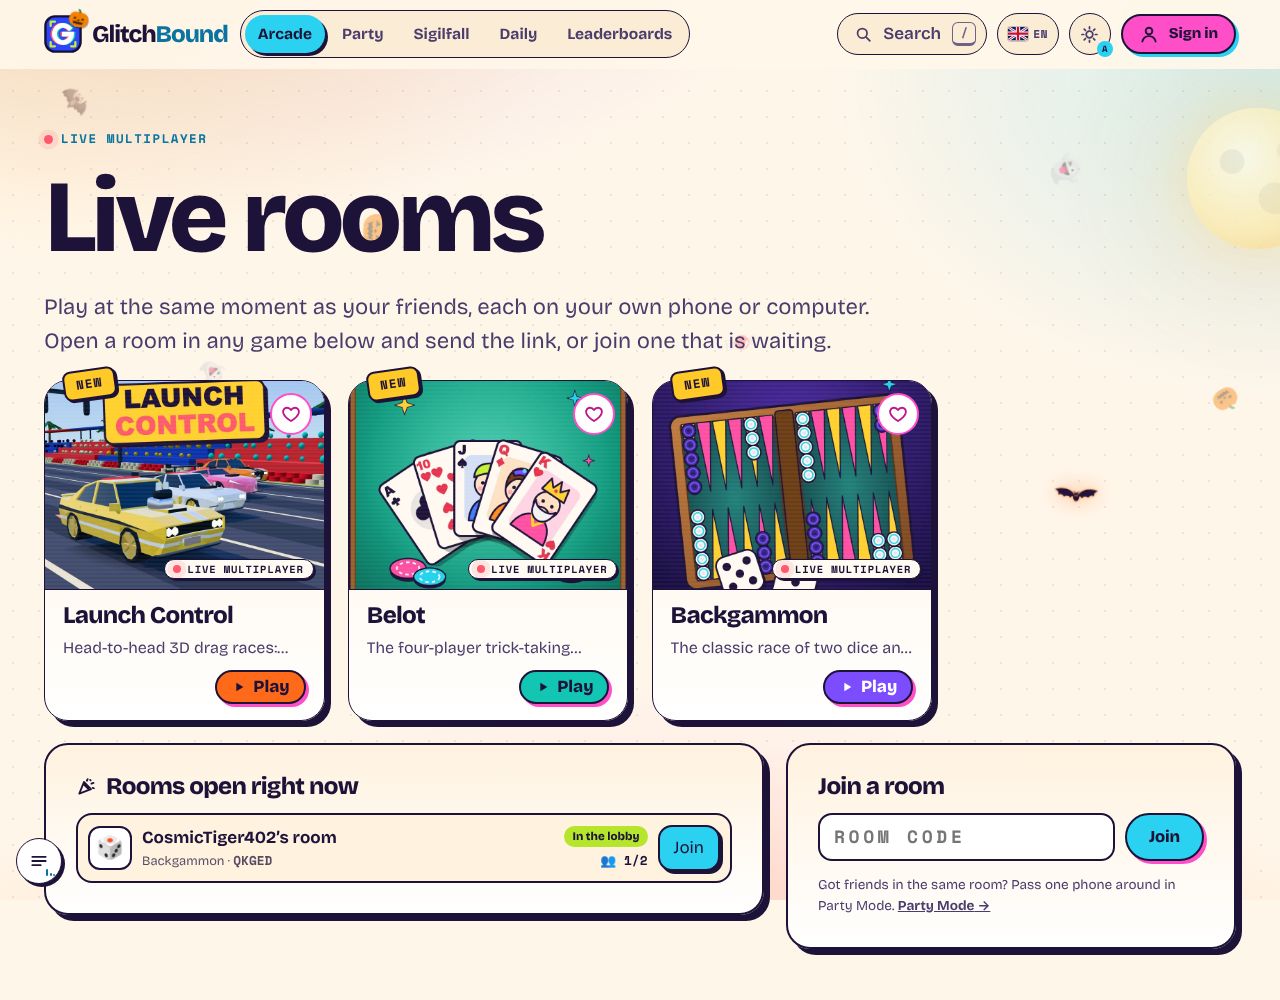 GlitchBound
Arcade
Party
Sigilfall
Daily
Leaderboards
Search /
EN
A
Sign in
LIVE MULTIPLAYER
Live rooms
Play at the same moment as your friends, each on your own phone or computer.
Open a room in any game below and send the link, or join one that is waiting.
NEW
LAUNCH
CONTROL
LIVE MULTIPLAYER
Launch Control
Head-to-head 3D drag races:...
Play
NEW
A
10
J
Q
K
K
LIVE MULTIPLAYER
Belot
The four-player trick-taking...
Play
NEW
LIVE MULTIPLAYER
Backgammon
The classic race of two dice an...
Play
Rooms open right now
CosmicTiger402's room
Backgammon · QKGED
In the lobby
1/2
Join
Join a room
ROOM CODE
Join
Got friends in the same room? Pass one phone around in
Party Mode. Party Mode →